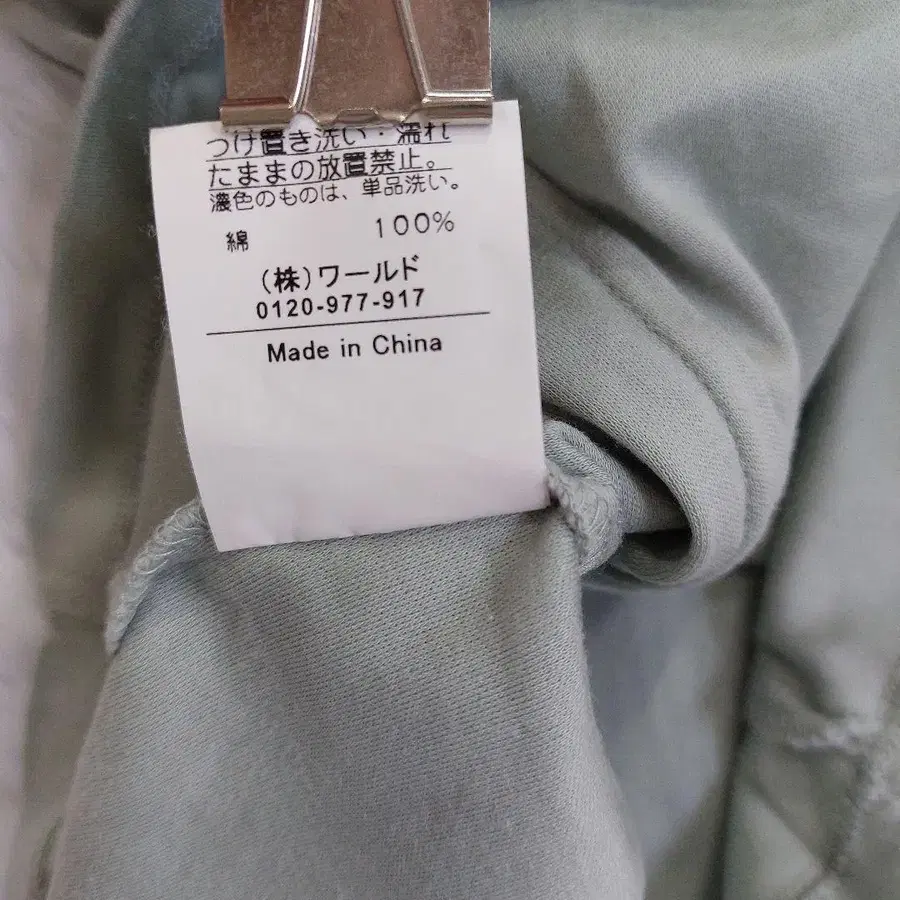 つけ置き洗い・濡れ
たままの放置禁止。
濃色のものは、単品洗い。
綿 100%
(株)ワールド
0120-977-917
Made in China